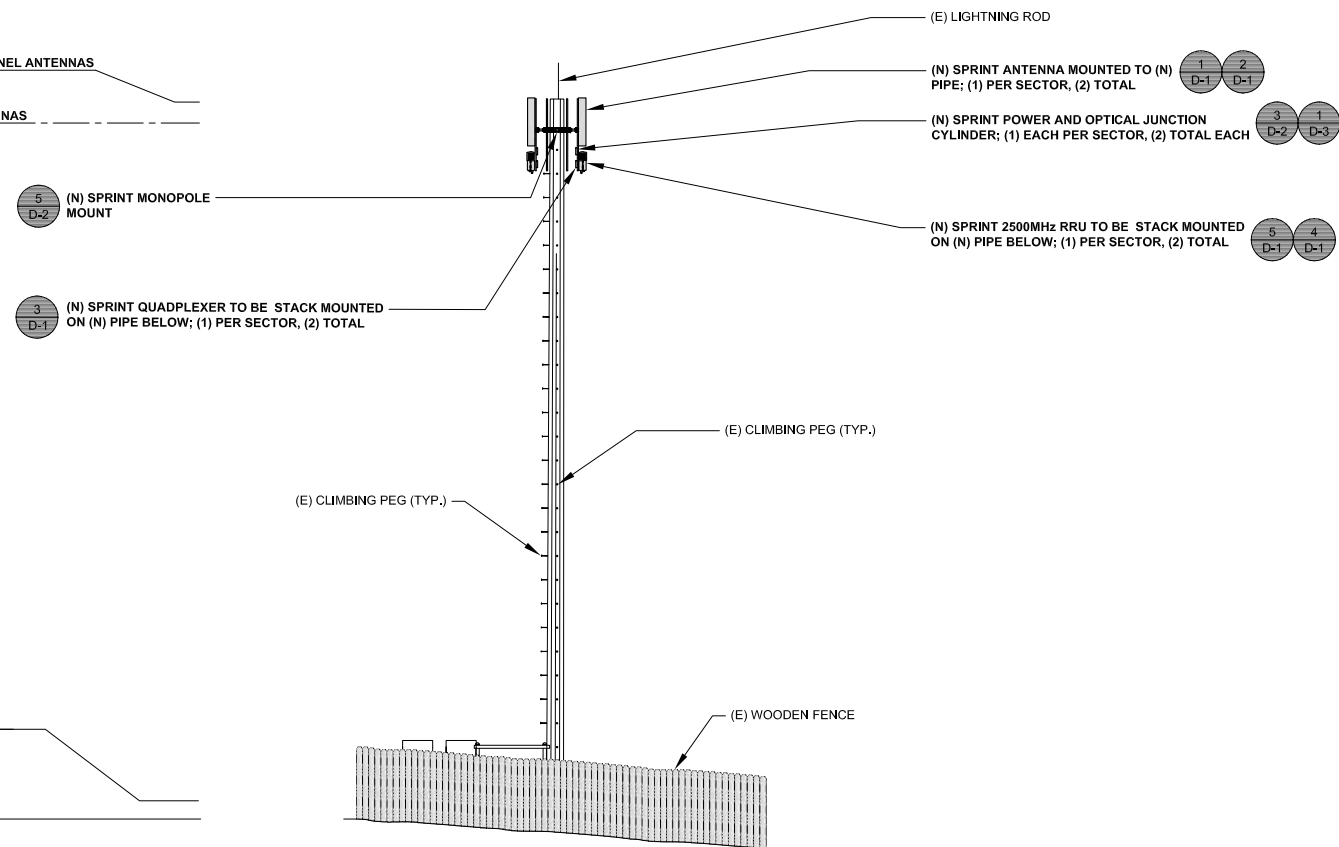 (E) LIGHTNING ROD
NEL ANTENNAS
(N) SPRINT ANTENNA MOUNTED TO (N)
PIPE; (1) PER SECTOR, (2) TOTAL
1
D-1
2
D-1
NAS
(N) SPRINT POWER AND OPTICAL JUNCTION
CYLINDER; (1) EACH PER SECTOR, (2) TOTAL EACH
3
D-2
1
D-3
5
D-2
(N) SPRINT MONOPOLE
MOUNT
(N) SPRINT 2500MHz RRU TO BE STACK MOUNTED
ON (N) PIPE BELOW; (1) PER SECTOR, (2) TOTAL
5
D-1
4
D-1
3
D-1
(N) SPRINT QUADPLEXER TO BE STACK MOUNTED
ON (N) PIPE BELOW; (1) PER SECTOR, (2) TOTAL
(E) CLIMBING PEG (TYP.)
(E) CLIMBING PEG (TYP.)
(E) WOODEN FENCE